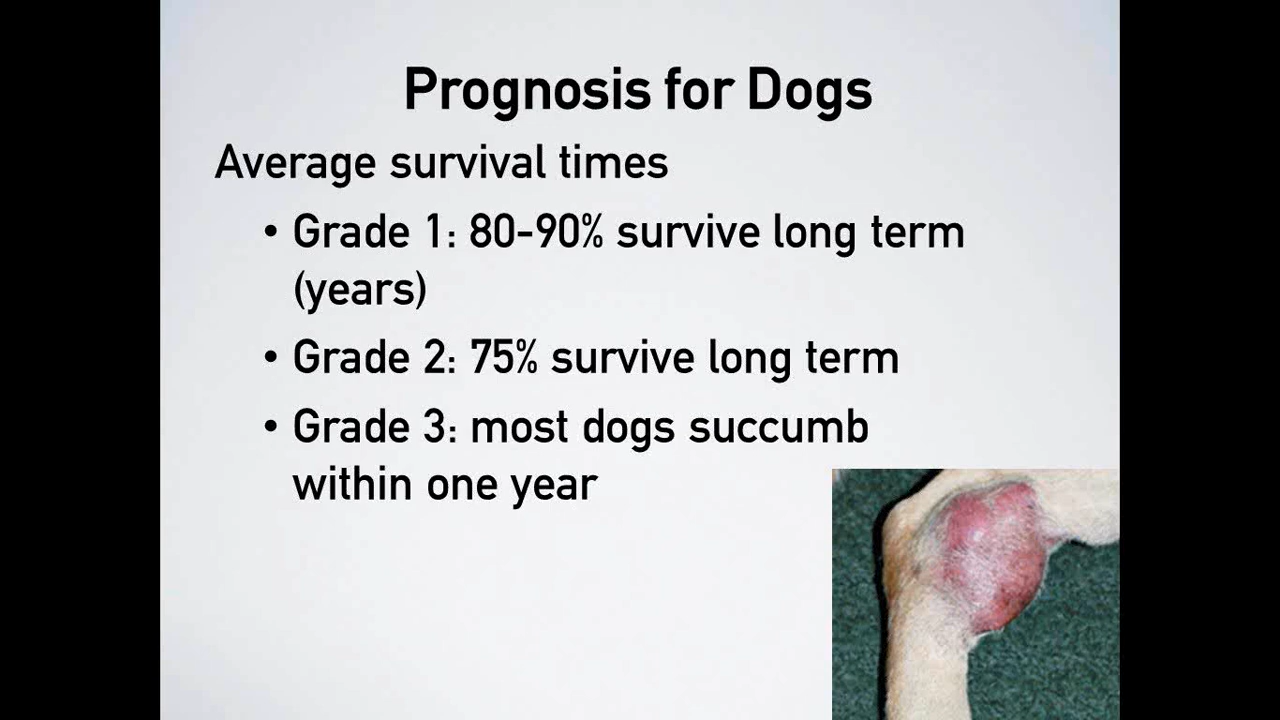 Prognosis for Dogs
Average survival times
• Grade 1: 80-90% survive long term
(years)
• Grade 2: 75% survive long term
• Grade 3: most dogs succumb
within one year